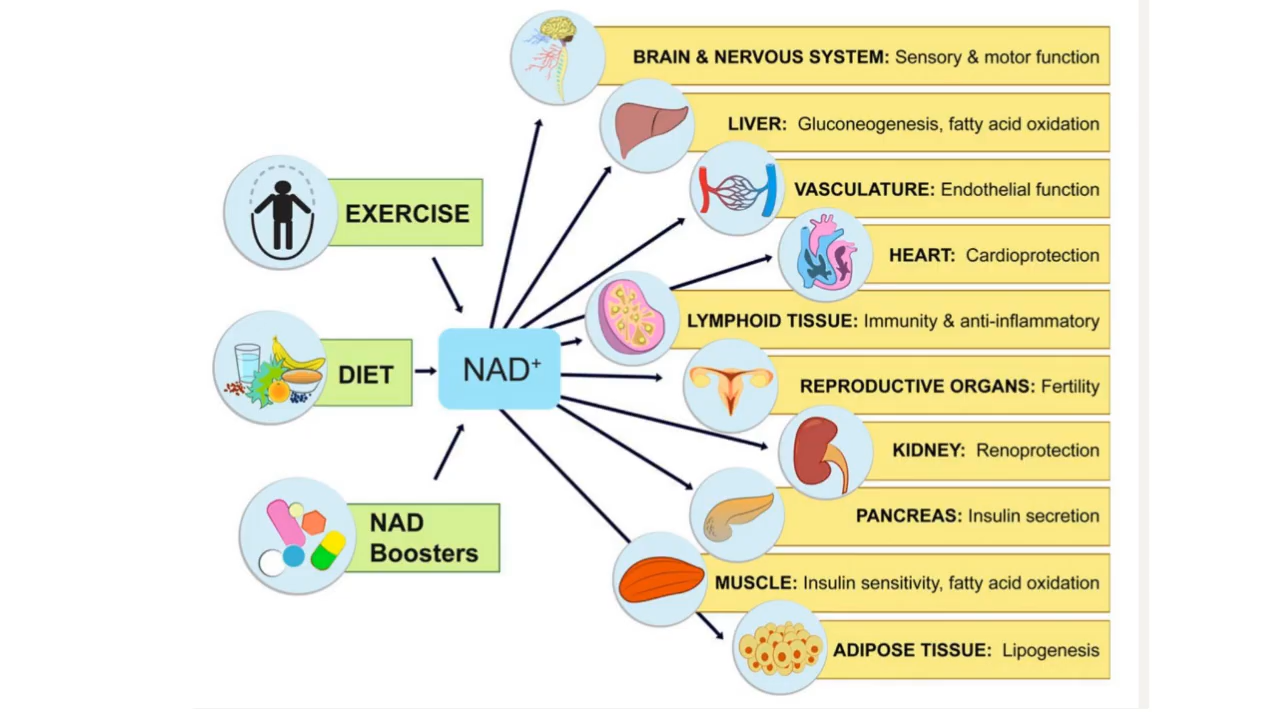 BRAIN & NERVOUS SYSTEM: Sensory & motor function
LIVER: Gluconeogenesis, fatty acid oxidation
VASCULATURE: Endothelial function
EXERCISE
HEART: Cardioprotection
LYMPHOID TISSUE: Immunity & anti-inflammatory
DIET
NAD⁺
REPRODUCTIVE ORGANS: Fertility
KIDNEY: Renoprotection
NAD
Boosters
PANCREAS: Insulin secretion
MUSCLE: Insulin sensitivity, fatty acid oxidation
ADIPOSE TISSUE: Lipogenesis